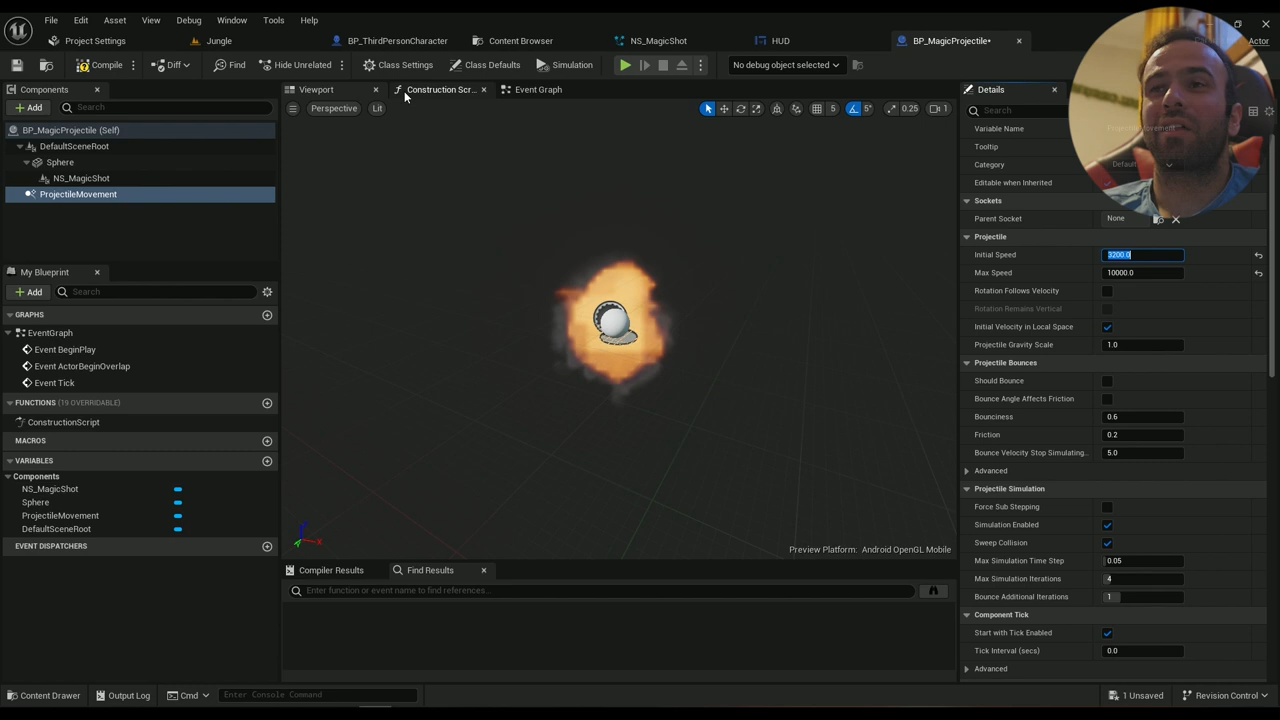 File Edit Asset View Window Debug Tools Help
Project Settings Jungle BP_ThirdPersonCharacter Content Browser NS_MagicShot HUD BP_MagicProjectile• Actor
Compile Diff Find Hide Unrelated Class Settings Class Defaults Simulation No debug object selected
Components
Add Search
BP_MagicProjectile (Self)
DefaultSceneRoot
Sphere
NS_MagicShot
ProjectileMovement
My Blueprint
Add Search
GRAPHS
EventGraph
Event BeginPlay
Event ActorBeginOverlap
Event Tick
FUNCTIONS (19 OVERRIDABLE)
ConstructionScript
MACROS
VARIABLES
Components
NS_MagicShot
Sphere
ProjectileMovement
DefaultSceneRoot
EVENT DISPATCHERS
Viewport Construction Scr... Event Graph
Perspective Lit 5 5° 0.25 1
Preview Platform: Android OpenGL Mobile
Compiler Results Find Results
Enter function or event name to find references...
Details
Search
Variable Name Projectile Movement
Tooltip
Category Default
Editable when Inherited
Sockets
Parent Socket None
Projectile
Initial Speed 3200.0
Max Speed 10000.0
Rotation Follows Velocity
Rotation Remains Vertical
Initial Velocity in Local Space
Projectile Gravity Scale 1.0
Projectile Bounces
Should Bounce
Bounce Angle Affects Friction
Bounciness 0.6
Friction 0.2
Bounce Velocity Stop Simulating... 5.0
Advanced
Projectile Simulation
Force Sub Stepping
Simulation Enabled
Sweep Collision
Max Simulation Time Step 0.05
Max Simulation Iterations 4
Bounce Additional Iterations 1
Component Tick
Start with Tick Enabled
Tick Interval (secs) 0.0
Advanced
Content Drawer Output Log Cmd Enter Console Command 1 Unsaved Revision Control